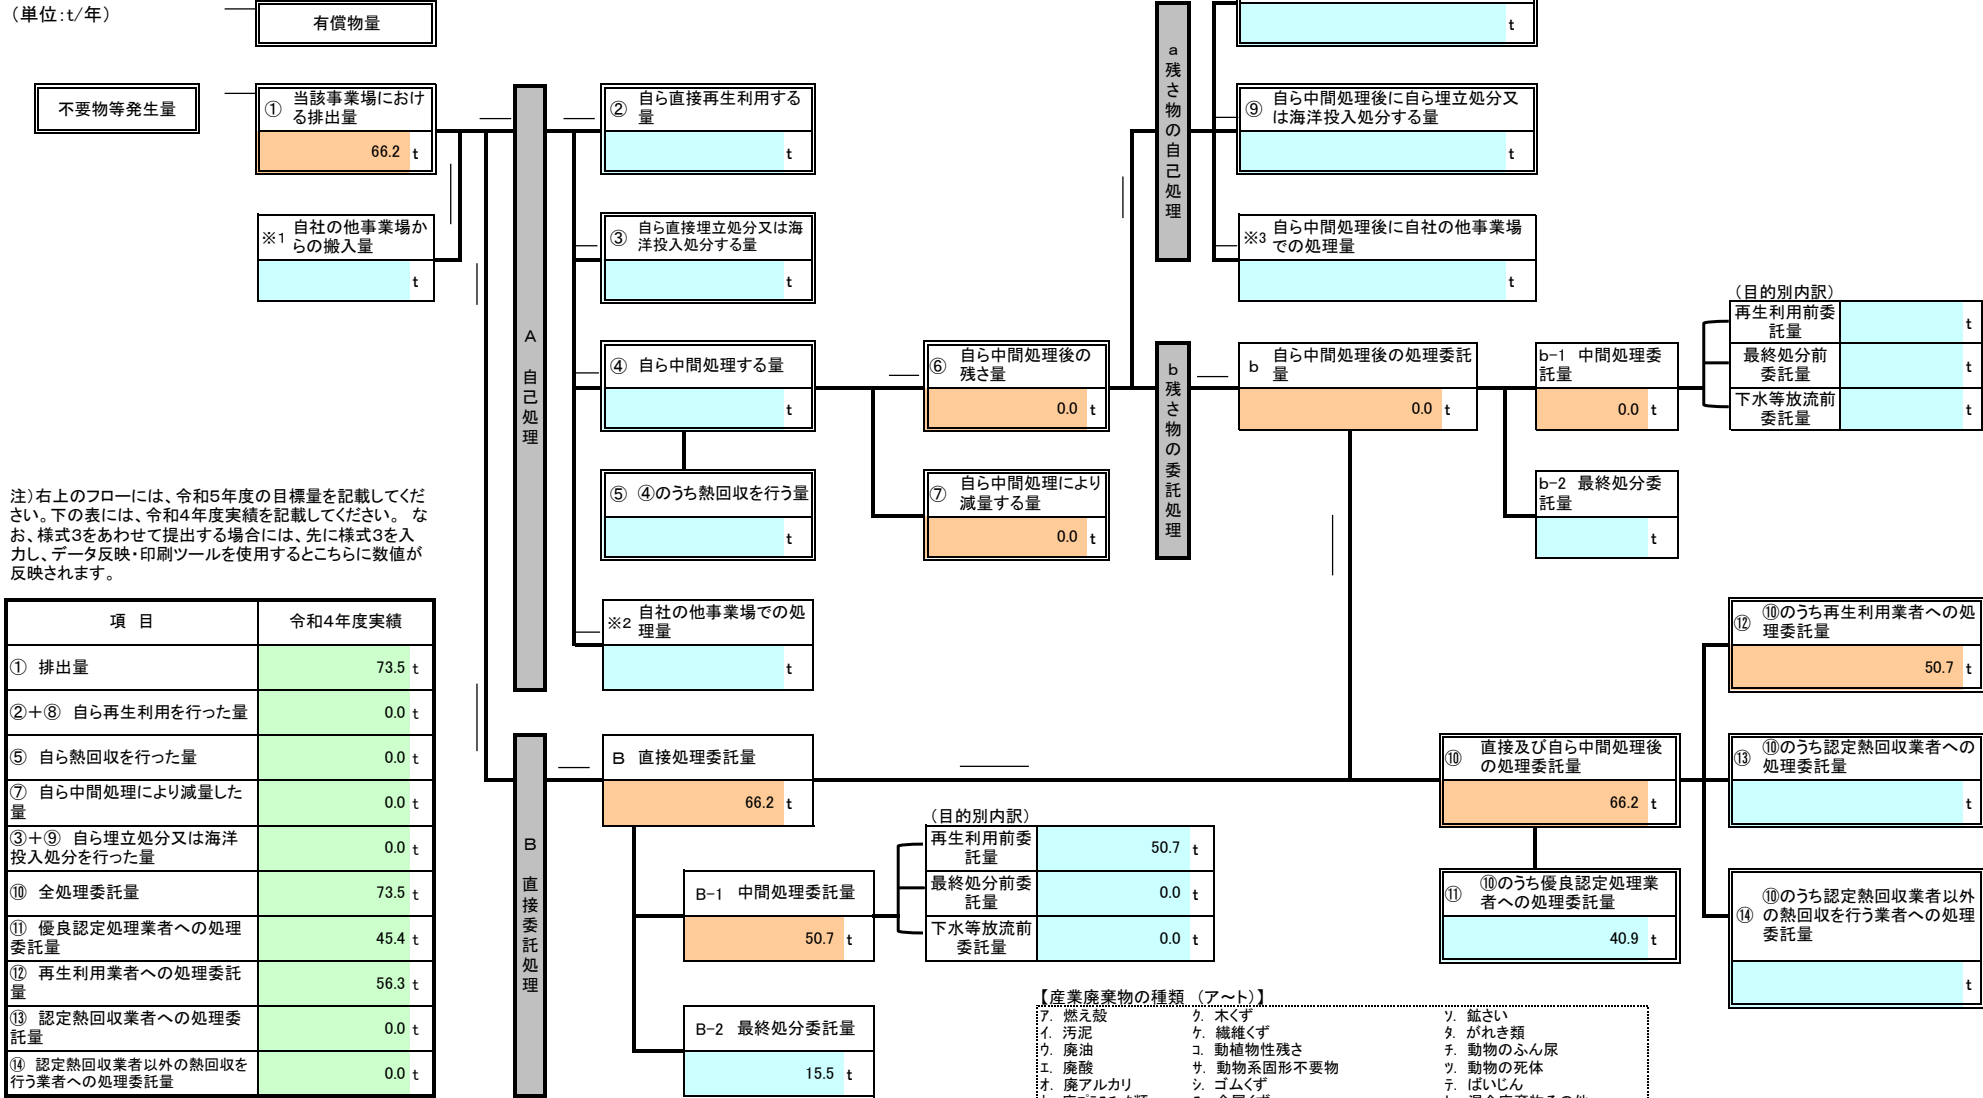 （単位:t/年）
有償物量
不要物等発生量
① 当該事業場におけ
る排出量
66.2 t
※1 自社の他事業場か
らの搬入量
t
A 自己処理
② 自ら直接再生利用する
量
t
③ 自ら直接埋立処分又は海
洋投入処分する量
t
④ 自ら中間処理する量
t
⑤ ④のうち熱回収を行う量
t
※2 自社の他事業場での処
理量
t
⑥ 自ら中間処理後の
残さ量
0.0 t
⑦ 自ら中間処理により
減量する量
0.0 t
a 残さ物の自己処理
t
⑨ 自ら中間処理後に自ら埋立処分又
は海洋投入処分する量
t
※3 自ら中間処理後に自社の他事業場
での処理量
t
b 残さ物の委託処理
b 自ら中間処理後の処理委託
量
0.0 t
b-1 中間処理委
託量
0.0 t
b-2 最終処分委
託量
t
（目的別内訳）
再生利用前委
託量
t
最終処分前
委託量
t
下水等放流前
委託量
t
注）右上のフローには、令和5年度の目標量を記載してくだ
さい。下の表には、令和4年度実績を記載してください。 な
お、様式3をあわせて提出する場合には、先に様式3を入
力し、データ反映・印刷ツールを使用するとこちらに数値が
反映されます。
項 目 令和4年度実績
① 排出量 73.5 t
②+⑧ 自ら再生利用を行った量 0.0 t
⑤ 自ら熱回収を行った量 0.0 t
⑦ 自ら中間処理により減量した
量 0.0 t
③+⑨ 自ら埋立処分又は海洋
投入処分を行った量 0.0 t
⑩ 全処理委託量 73.5 t
⑪ 優良認定処理業者への処理
委託量 45.4 t
⑫ 再生利用業者への処理委託
量 56.3 t
⑬ 認定熱回収業者への処理委
託量 0.0 t
⑭ 認定熱回収業者以外の熱回収を
行う業者への処理委託量 0.0 t
B 直接委託処理
B 直接処理委託量
66.2 t
B-1 中間処理委託量
50.7 t
B-2 最終処分委託量
15.5 t
（目的別内訳）
再生利用前委
託量
50.7 t
最終処分前委
託量
0.0 t
下水等放流前
委託量
0.0 t
⑩ 直接及び自ら中間処理後
の処理委託量
66.2 t
⑪ ⑩のうち優良認定処理業
者への処理委託量
40.9 t
⑫ ⑩のうち再生利用業者への処
理委託量
50.7 t
⑬ ⑩のうち認定熱回収業者への
処理委託量
t
⑭ ⑩のうち認定熱回収業者以外
の熱回収を行う業者への処理
委託量
t
【産業廃棄物の種類 （ア～ト）】
ア. 燃え殻 ク. 木くず ソ. 鉱さい
イ. 汚泥 ケ. 繊維くず タ. がれき類
ウ. 廃油 コ. 動植物性残さ チ. 動物のふん尿
エ. 廃酸 サ. 動物系固形不要物 ツ. 動物の死体
オ. 廃アルカリ シ. ゴムくず テ. ばいじん